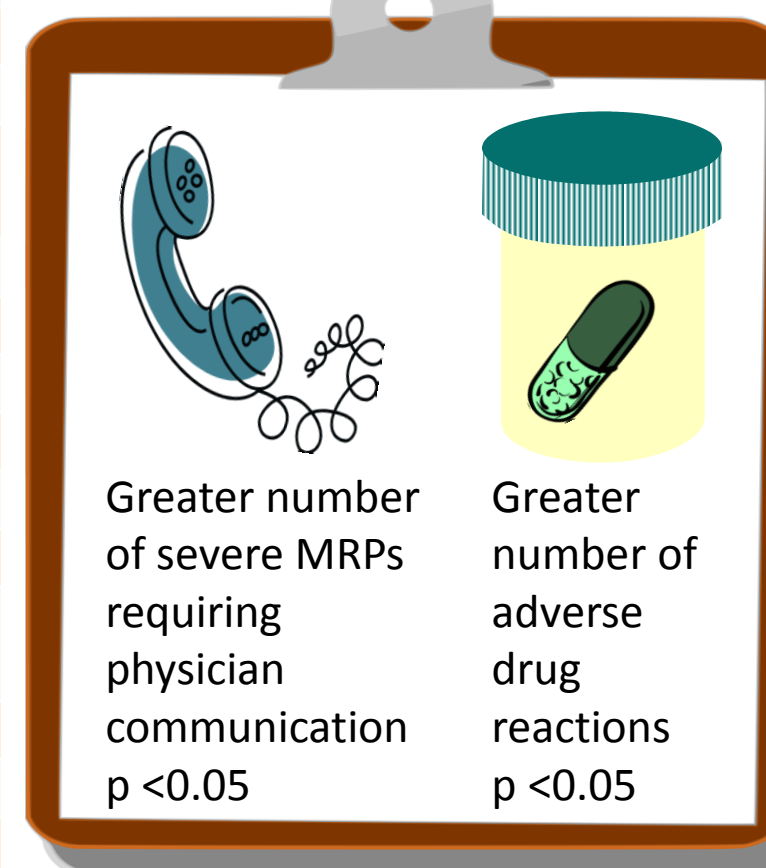 Greater number
of severe MRPs
requiring
physician
communication
p <0.05
Greater
number of
adverse
drug
reactions
p <0.05